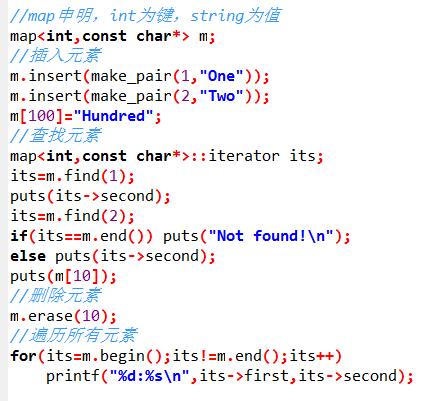 //map申明，int为键，string为值
map<int,const char*> m;
//插入元素
m.insert(make_pair(1,"One"));
m.insert(make_pair(2,"Two"));
m[100]="Hundred";
//查找元素
map<int,const char*>::iterator its;
its=m.find(1);
puts(its->second);
its=m.find(2);
if(its==m.end()) puts("Not found!\n");
else puts(its->second);
puts(m[10]);
//删除元素
m.erase(10);
//遍历所有元素
for(its=m.begin();its!=m.end();its++)
    printf("%d:%s\n",its->first,its->second);